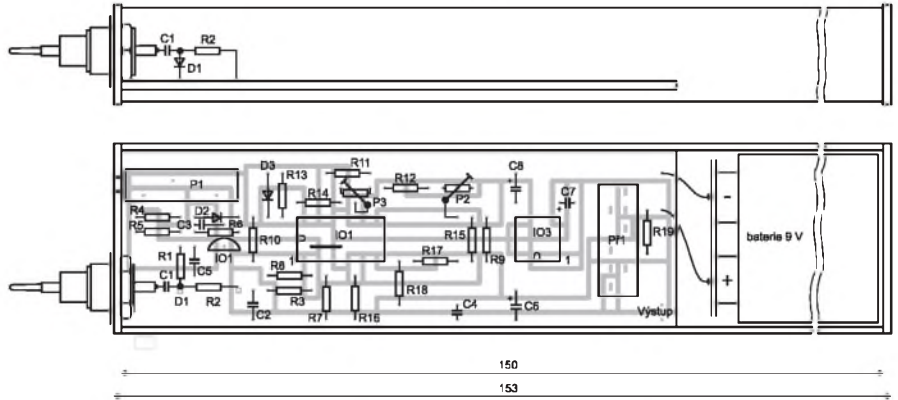 C1
R2
D1
P1
D3
R13
R11
R14
P3
R12
P2
C8
C7
R4
R5
C3
D2
R6
IO1
R10
1
IO1
R15
R9
IO3
1
Př1
R19
-
+
baterie 9 V
R1
C5
C1
D1
R2
R8
R3
C2
R7
R16
R17
R18
C4
C6
Výstup
150
153